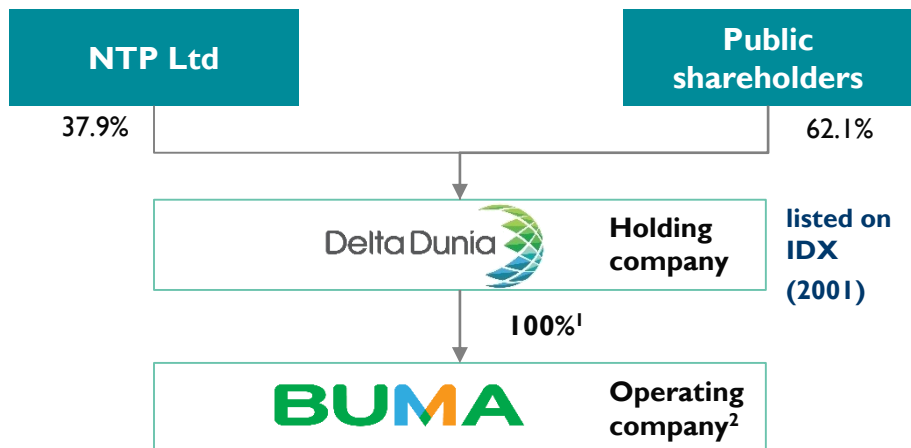 NTP Ltd
Public
shareholders
37.9%
62.1%
Delta Dunia
Holding
company
listed on
IDX
(2001)
100%¹
BUMA
Operating
company²